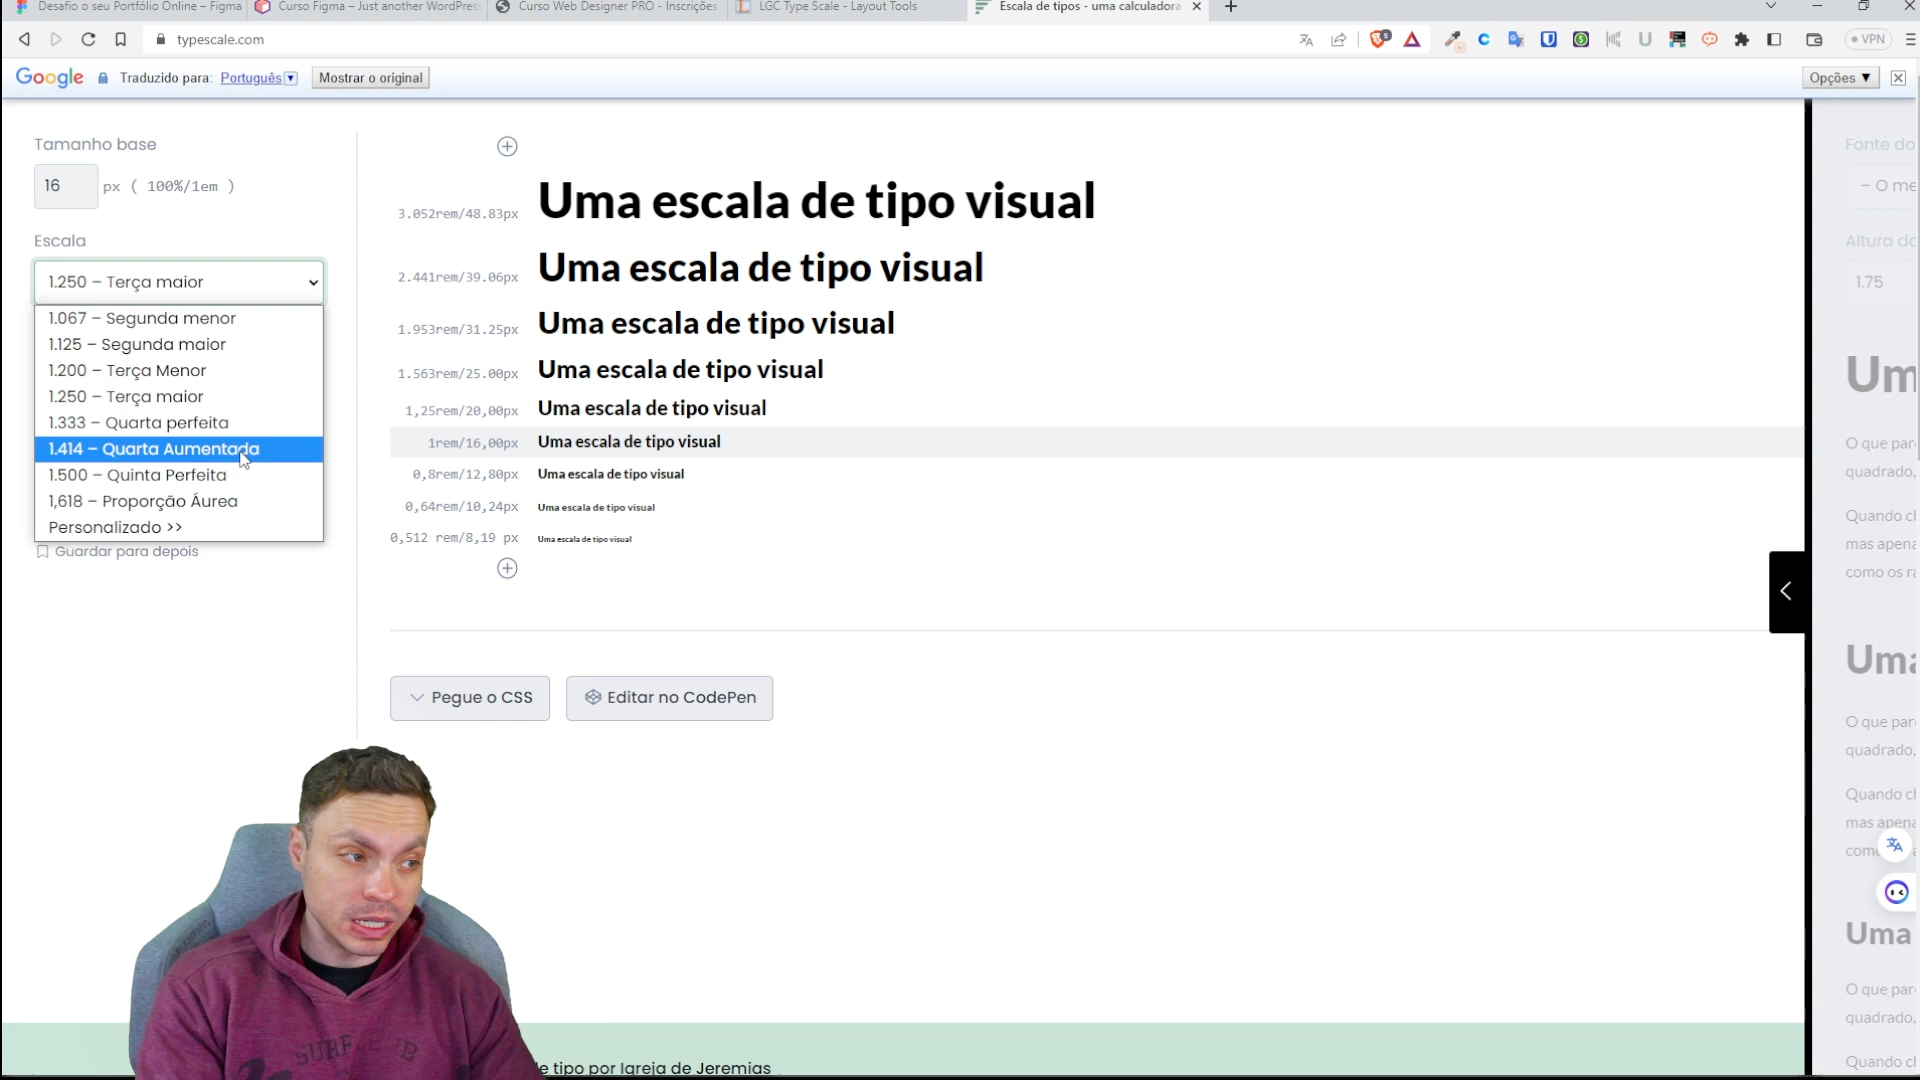 Desafio o seu Portfólio Online – Figma
Curso Figma – Just another WordPress
Curso Web Designer PRO - Inscrições
LGC Type Scale - Layout Tools
Escala de tipos - uma calculadora
typescale.com
5
VPN
Google
Traduzido para: Português
Mostrar o original
Opções ▼
Tamanho base
16
px ( 100%/1em )
Escala
1.250 – Terça maior
1.067 – Segunda menor
1.125 – Segunda maior
1.200 – Terça Menor
1.250 – Terça maior
1.333 – Quarta perfeita
1.414 – Quarta Aumentada
1.500 – Quinta Perfeita
1,618 – Proporção Áurea
Personalizado >>
Guardar para depois
3.052rem/48.83px Uma escala de tipo visual
2.441rem/39.06px Uma escala de tipo visual
1.953rem/31.25px Uma escala de tipo visual
1.563rem/25.00px Uma escala de tipo visual
1,25rem/20,00px Uma escala de tipo visual
1rem/16,00px Uma escala de tipo visual
0,8rem/12,80px Uma escala de tipo visual
0,64rem/10,24px Uma escala de tipo visual
0,512 rem/8,19 px Uma escala de tipo visual
Pegue o CSS
Editar no CodePen
e tipo por Igreja de Jeremias
Fonte do
– O me
Altura da
1.75
Um
O que par
quadrado,
Quando cl
mas apena
como os ra
Uma
O que par
quadrado,
Quando cl
mas apena
como
Uma
O que par
quadrado,
Quando cl